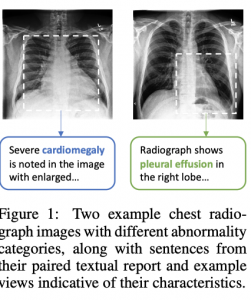 Severe cardiomegaly
is noted in the image
with enlarged...
Radiograph shows
pleural effusion in
the right lobe...
Figure 1: Two example chest radio-
graph images with different abnormality
categories, along with sentences from
their paired textual report and example
views indicative of their characteristics.